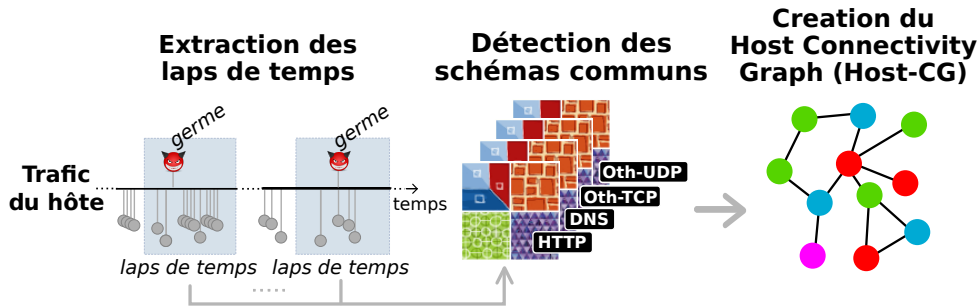 Extraction des
laps de temps
Détection des
schémas communs
Creation du
Host Connectivity
Graph (Host-CG)
germe
germe
Trafic
du hôte
temps
laps de temps
laps de temps
Oth-UDP
Oth-TCP
DNS
HTTP